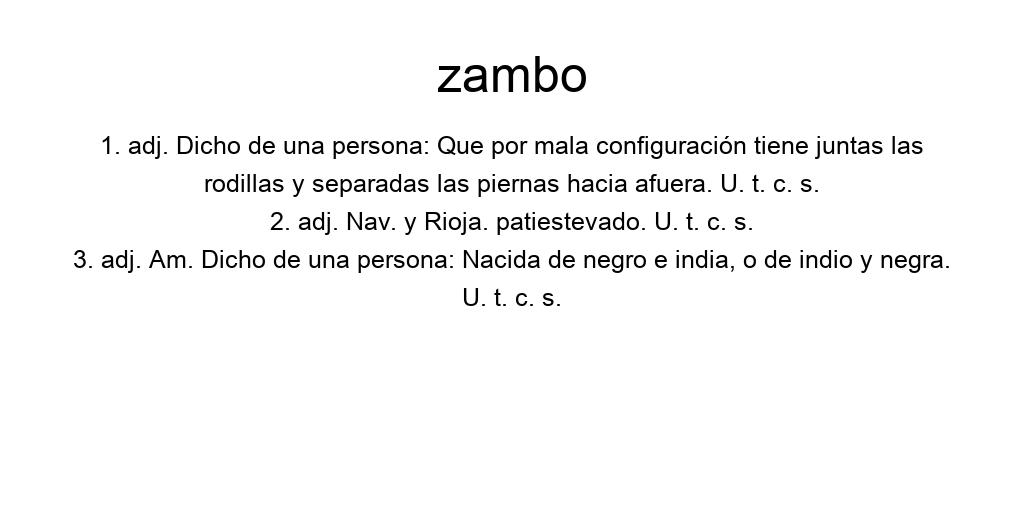 zambo
1. adj. Dicho de una persona: Que por mala configuración tiene juntas las
rodillas y separadas las piernas hacia afuera. U. t. c. s.
2. adj. Nav. y Rioja. patiestevado. U. t. c. s.
3. adj. Am. Dicho de una persona: Nacida de negro e india, o de indio y negra.
U. t. c. s.